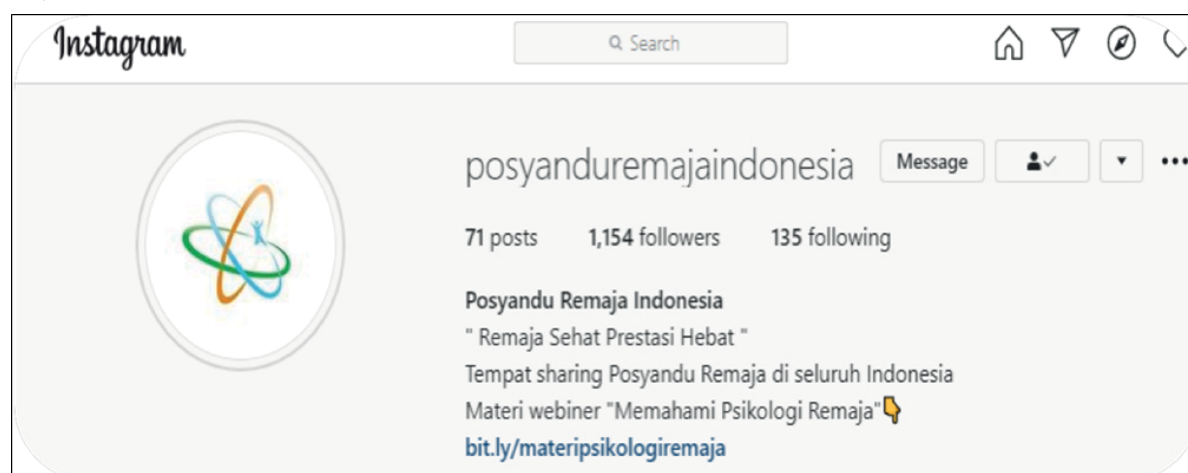 Instagram
Search
posyanduremajaindonesia Message
71 posts 1,154 followers 135 following
Posyandu Remaja Indonesia
" Remaja Sehat Prestasi Hebat "
Tempat sharing Posyandu Remaja di seluruh Indonesia
Materi webiner "Memahami Psikologi Remaja"👇
bit.ly/materipsikologiremaja